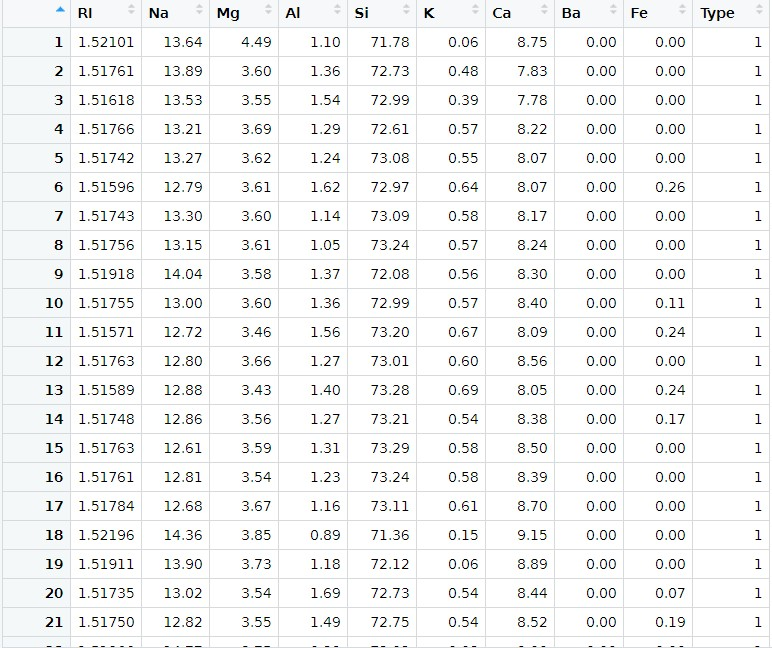 RI Na Mg Al Si K Ca Ba Fe Type
1 1.52101 13.64 4.49 1.10 71.78 0.06 8.75 0.00 0.00 1
2 1.51761 13.89 3.60 1.36 72.73 0.48 7.83 0.00 0.00 1
3 1.51618 13.53 3.55 1.54 72.99 0.39 7.78 0.00 0.00 1
4 1.51766 13.21 3.69 1.29 72.61 0.57 8.22 0.00 0.00 1
5 1.51742 13.27 3.62 1.24 73.08 0.55 8.07 0.00 0.00 1
6 1.51596 12.79 3.61 1.62 72.97 0.64 8.07 0.00 0.26 1
7 1.51743 13.30 3.60 1.14 73.09 0.58 8.17 0.00 0.00 1
8 1.51756 13.15 3.61 1.05 73.24 0.57 8.24 0.00 0.00 1
9 1.51918 14.04 3.58 1.37 72.08 0.56 8.30 0.00 0.00 1
10 1.51755 13.00 3.60 1.36 72.99 0.57 8.40 0.00 0.11 1
11 1.51571 12.72 3.46 1.56 73.20 0.67 8.09 0.00 0.24 1
12 1.51763 12.80 3.66 1.27 73.01 0.60 8.56 0.00 0.00 1
13 1.51589 12.88 3.43 1.40 73.28 0.69 8.05 0.00 0.24 1
14 1.51748 12.86 3.56 1.27 73.21 0.54 8.38 0.00 0.17 1
15 1.51763 12.61 3.59 1.31 73.29 0.58 8.50 0.00 0.00 1
16 1.51761 12.81 3.54 1.23 73.24 0.58 8.39 0.00 0.00 1
17 1.51784 12.68 3.67 1.16 73.11 0.61 8.70 0.00 0.00 1
18 1.52196 14.36 3.85 0.89 71.36 0.15 9.15 0.00 0.00 1
19 1.51911 13.90 3.73 1.18 72.12 0.06 8.89 0.00 0.00 1
20 1.51735 13.02 3.54 1.69 72.73 0.54 8.44 0.00 0.07 1
21 1.51750 12.82 3.55 1.49 72.75 0.54 8.52 0.00 0.19 1